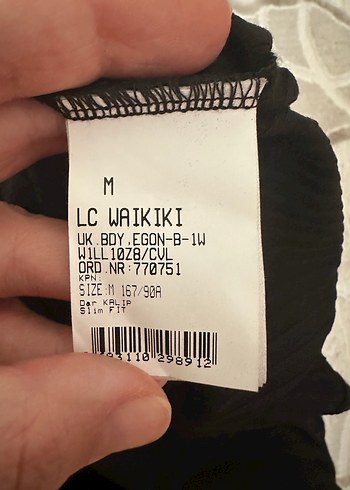 M
LC WAIKIKI
UK.BDY.EGON-B-1W
W1LL10Z8/CVL
ORD.NR:770751
KPN:
SIZE:M 167/90A
Dar KALIP
Slim FIT